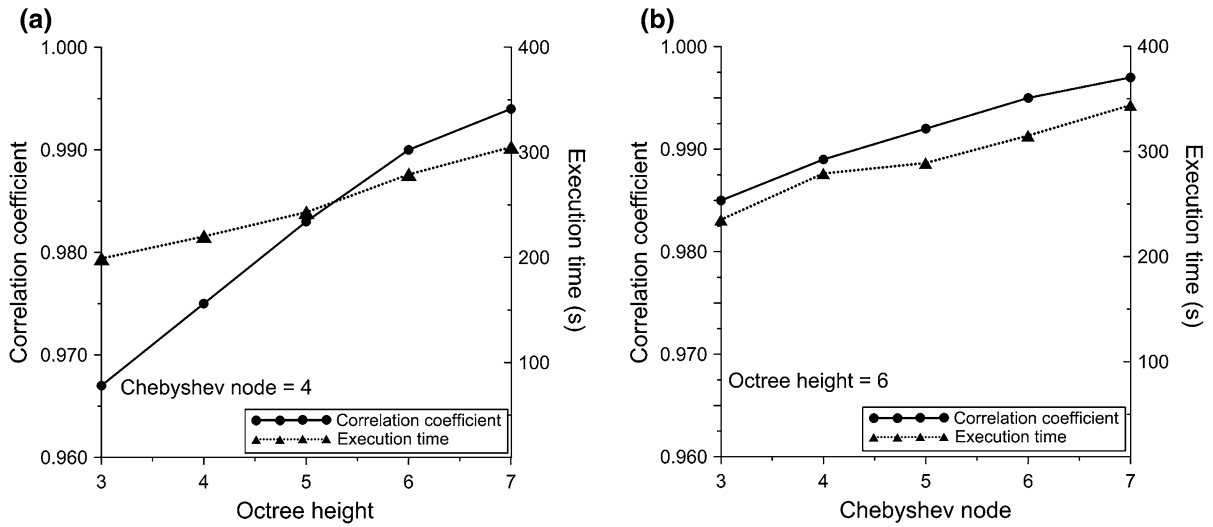 (a)
1.000
0.990
0.980
0.970
0.960
Correlation coefficient
400
300
200
100
Execution time (s)
Chebyshev node = 4
Correlation coefficient
Execution time
3 4 5 6 7
Octree height
(b)
1.000
0.990
0.980
0.970
0.960
Correlation coefficient
400
300
200
100
Execution time (s)
Octree height = 6
Correlation coefficient
Execution time
3 4 5 6 7
Chebyshev node